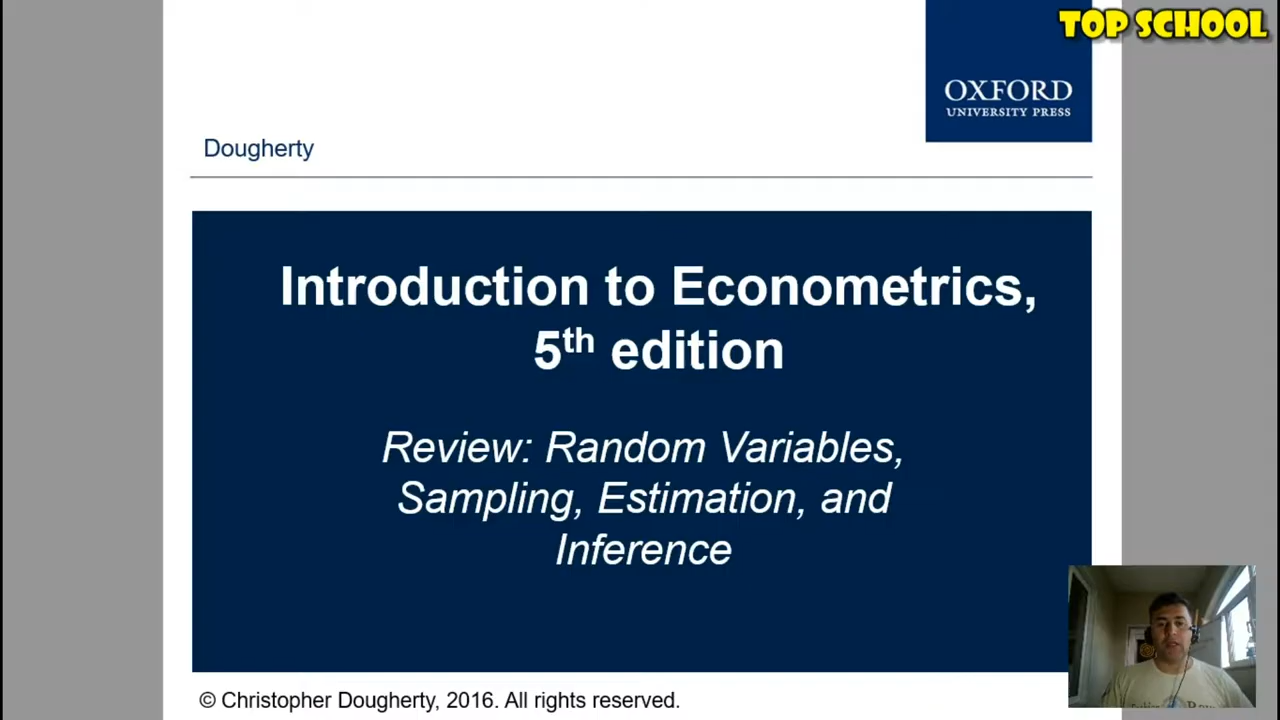 TOP SCHOOL
OXFORD
UNIVERSITY PRESS
Dougherty
Introduction to Econometrics,
5th edition
Review: Random Variables,
Sampling, Estimation, and
Inference
© Christopher Dougherty, 2016. All rights reserved.